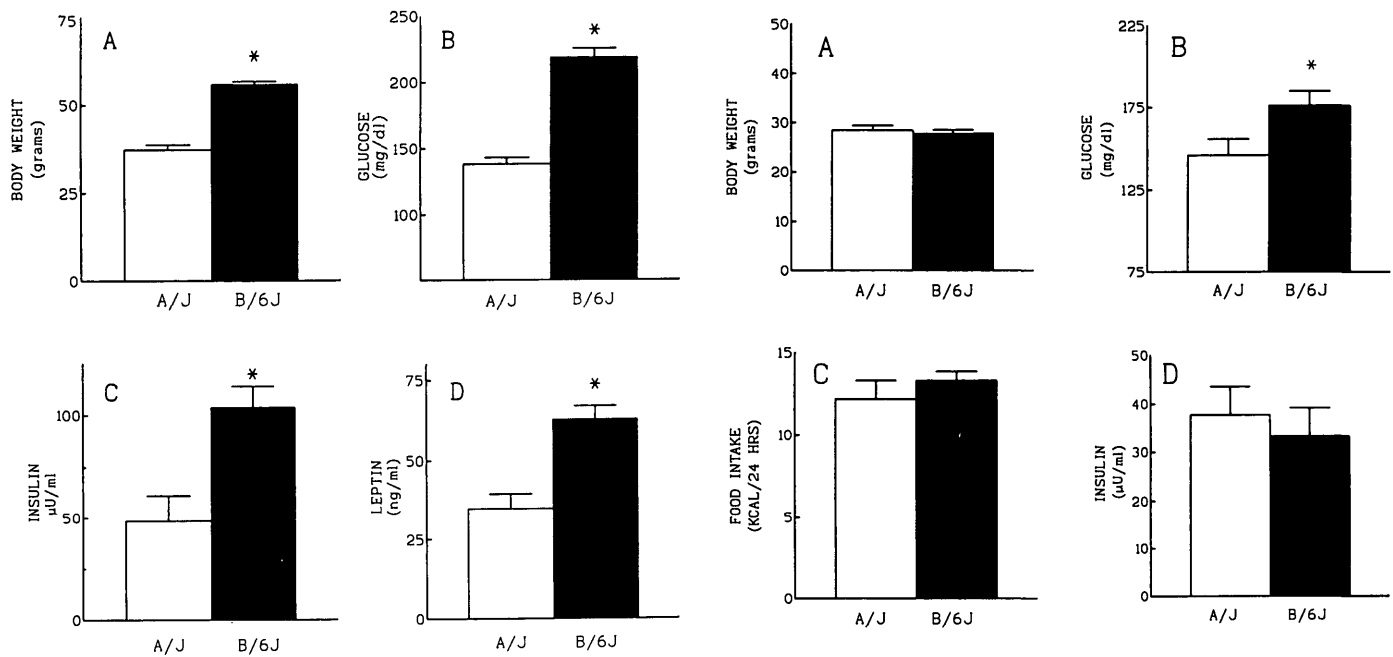 A
BODY WEIGHT
(grams)
75
50
25
0
*
A/J B/6J
B
GLUCOSE
(mg/dl)
250
200
150
100
*
A/J B/6J
A
BODY WEIGHT
(grams)
50
40
30
20
10
0
A/J B/6J
B
GLUCOSE
(mg/dl)
225
175
125
75
*
A/J B/6J
C
INSULIN
µU/ml
100
50
0
*
A/J B/6J
D
LEPTIN
(ng/ml)
75
50
25
0
*
A/J B/6J
C
FOOD INTAKE
(KCAL/24 HRS)
15
10
5
0
A/J B/6J
D
INSULIN
(µU/ml)
50
40
30
20
10
0
A/J B/6J